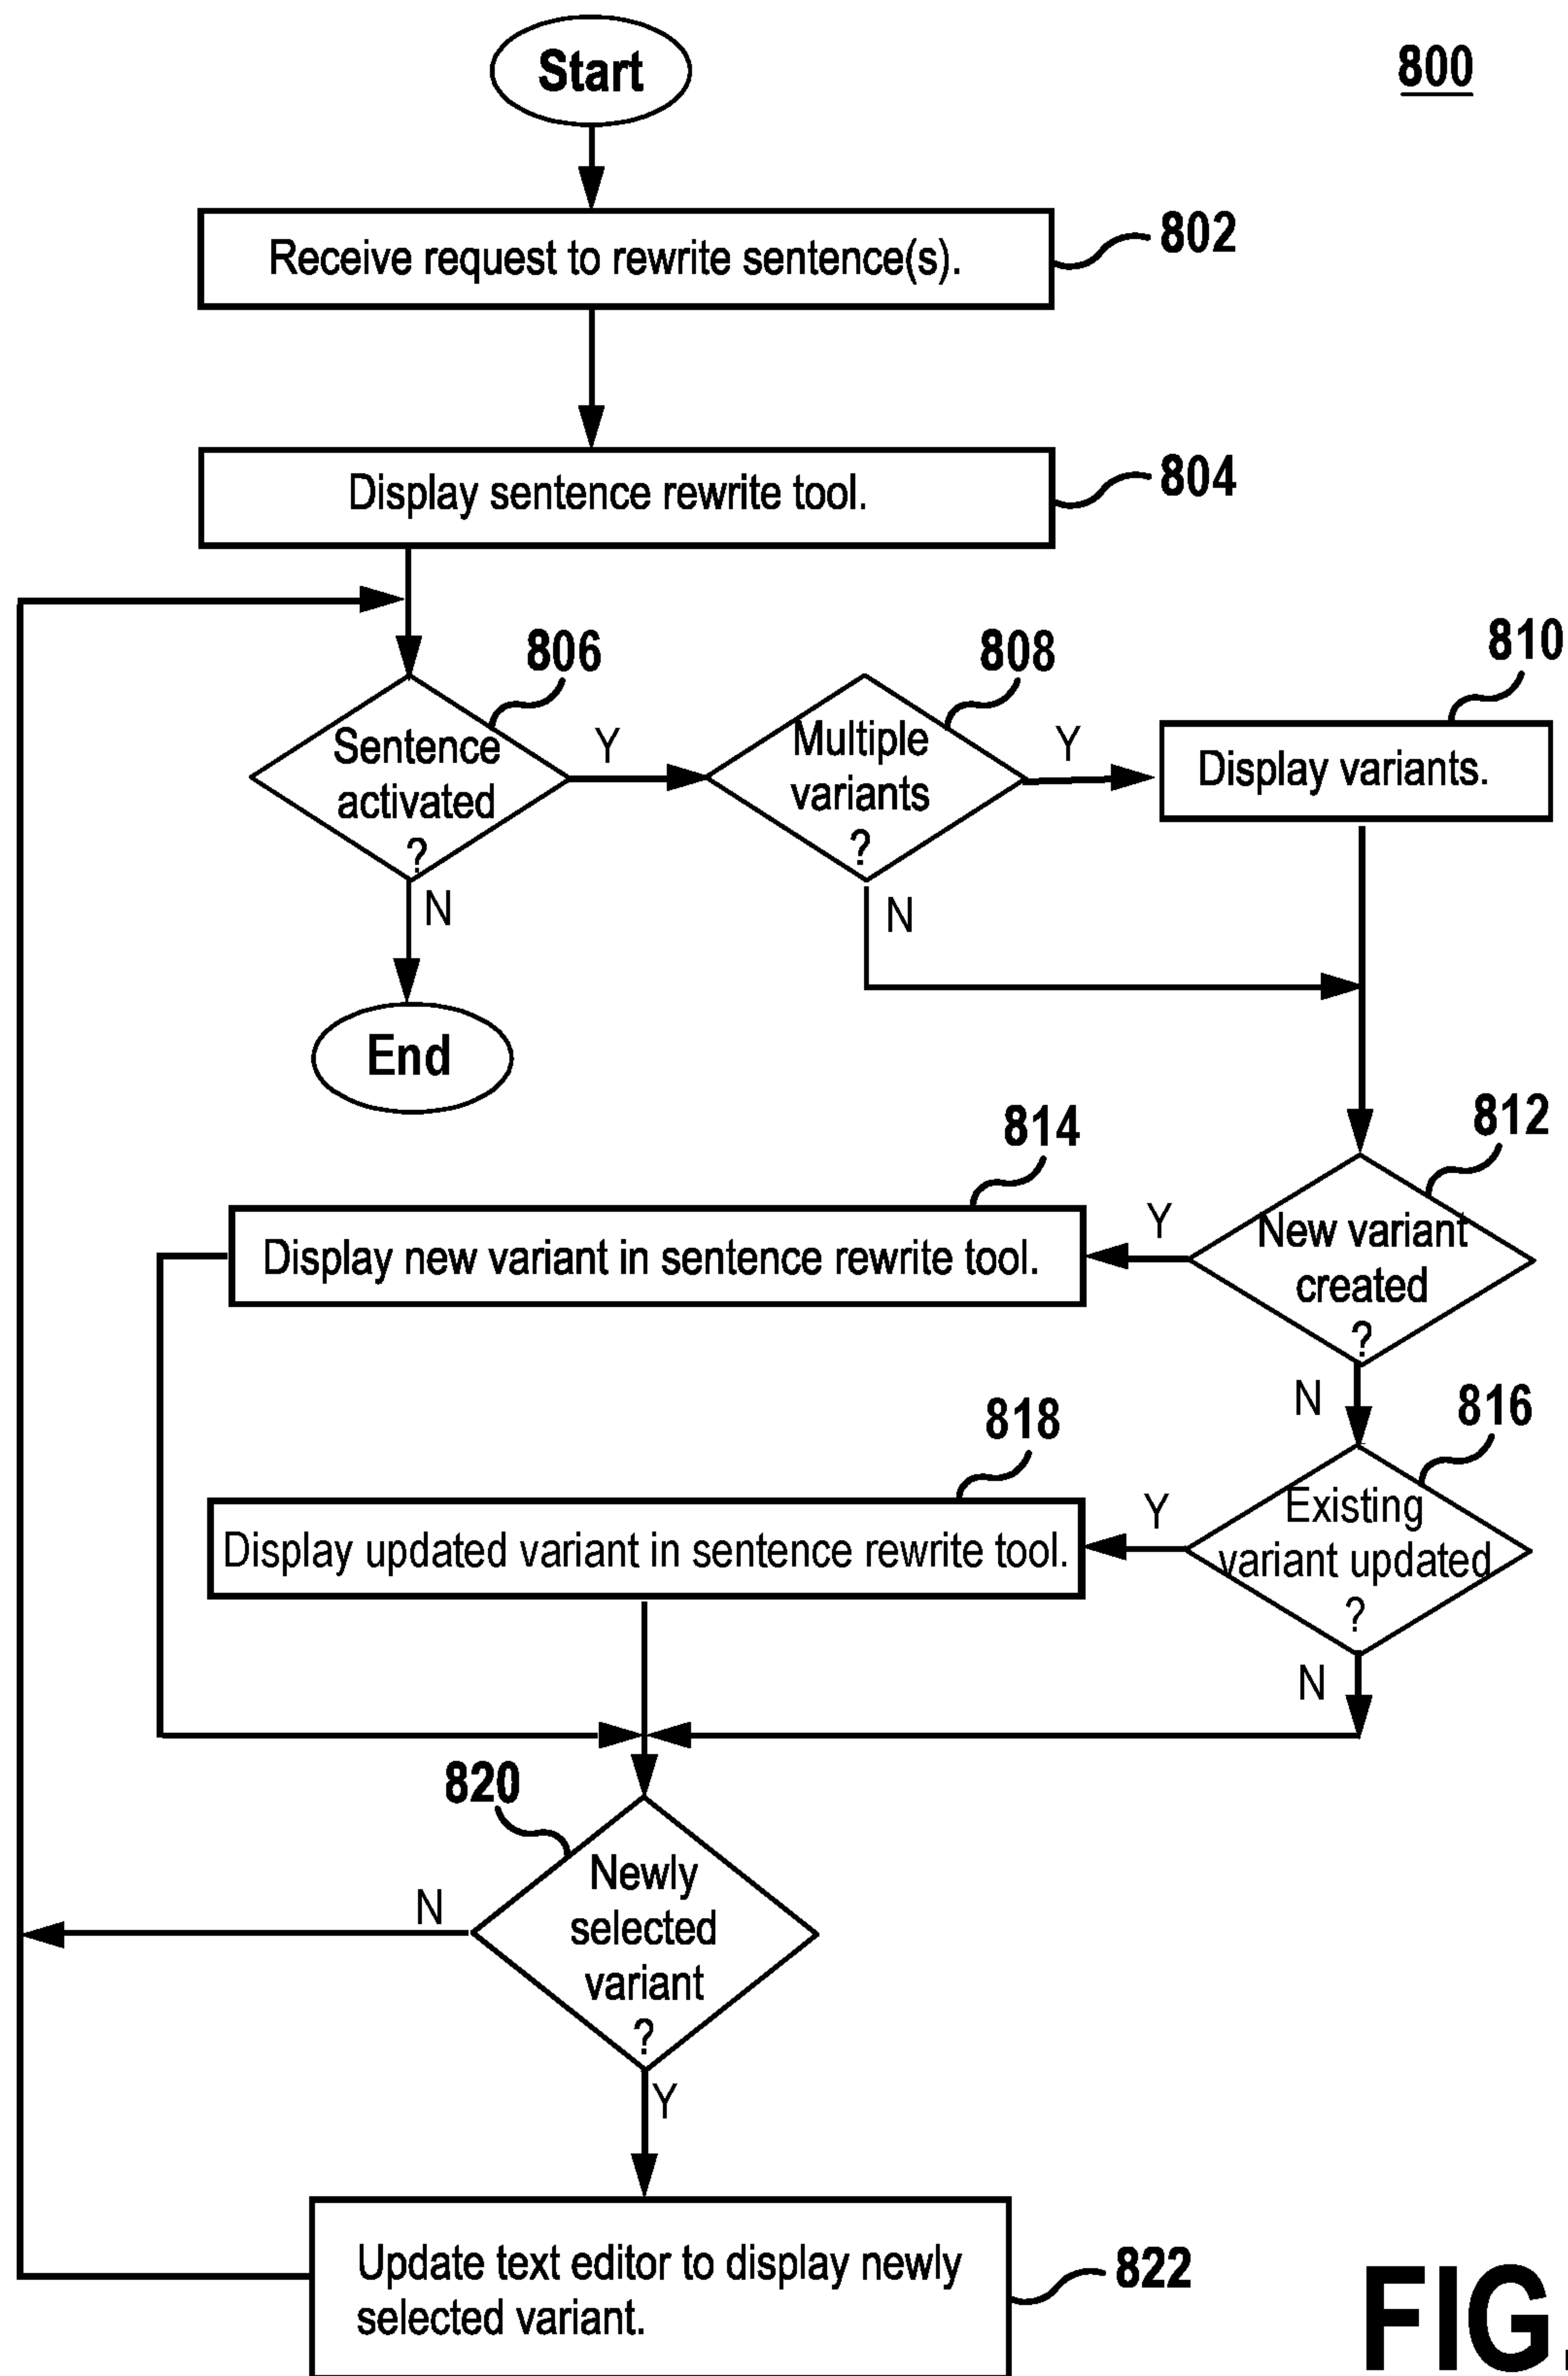 Start
800
Receive request to rewrite sentence(s).
802
Display sentence rewrite tool.
804
806
808
810
Sentence
activated
?
Y
N
Multiple
variants
?
Y
N
Display variants.
End
812
814
New variant
created
?
Y
N
Display new variant in sentence rewrite tool.
816
818
Existing
variant updated
?
Y
N
Display updated variant in sentence rewrite tool.
820
Newly
selected
variant
?
N
Y
Update text editor to display newly
selected variant.
822
FIG.